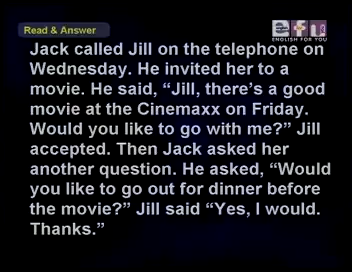 Read & Answer
efu
ENGLISH FOR YOU
Jack called Jill on the telephone on
Wednesday. He invited her to a
movie. He said, “Jill, there’s a good
movie at the Cinemaxx on Friday.
Would you like to go with me?” Jill
accepted. Then Jack asked her
another question. He asked, “Would
you like to go out for dinner before
the movie?” Jill said “Yes, I would.
Thanks.”